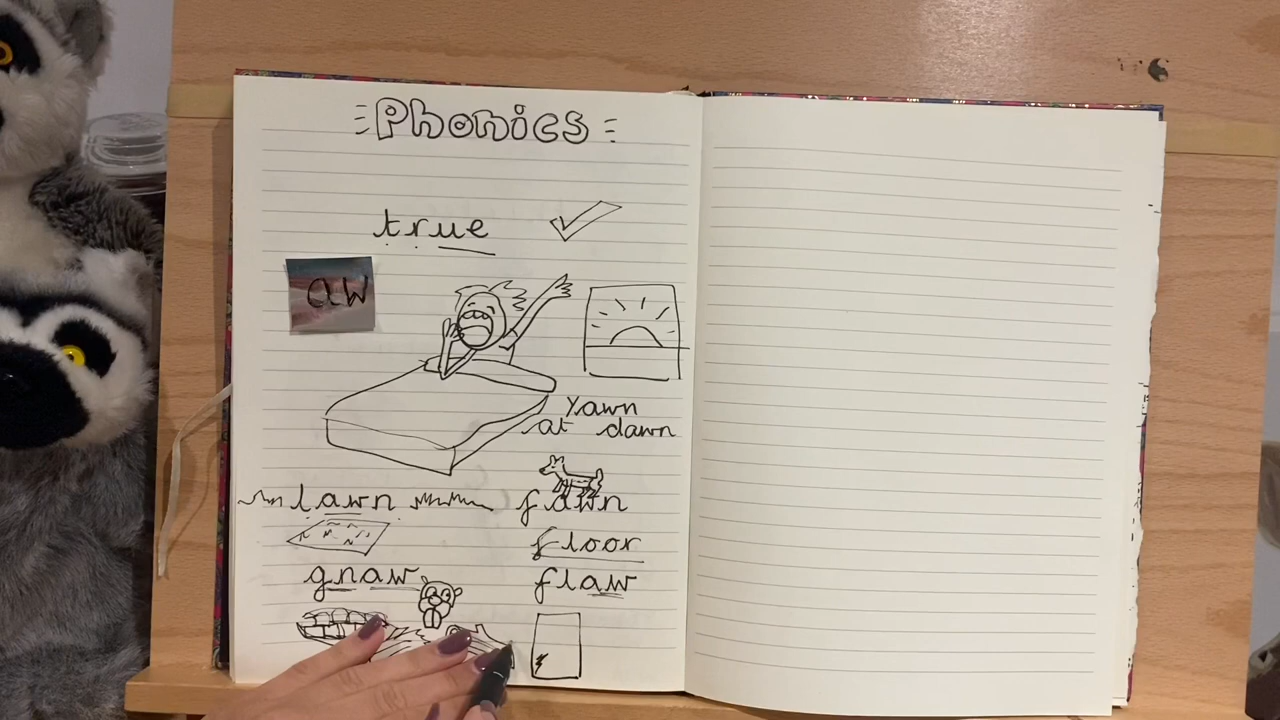 Phonics
true
aw
Yawn
at dawn
lawn
fawn
floor
gnaw
flaw